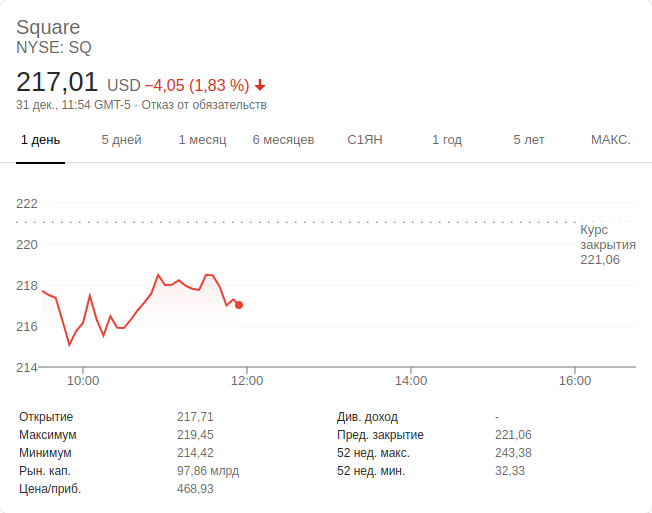 Square
NYSE: SQ
217,01 USD −4,05 (1,83 %)
31 дек., 11:54 GMT-5 · Отказ от обязательств
1 день 5 дней 1 месяц 6 месяцев С1ЯН 1 год 5 лет МАКС.
222
Курс
закрытия
221,06
220
218
216
214
10:00 12:00 14:00 16:00
Открытие 217,71 Див. доход -
Максимум 219,45 Пред. закрытие 221,06
Минимум 214,42 52 нед. макс. 243,38
Рын. кап. 97,86 млрд 52 нед. мин. 32,33
Цена/приб. 468,93